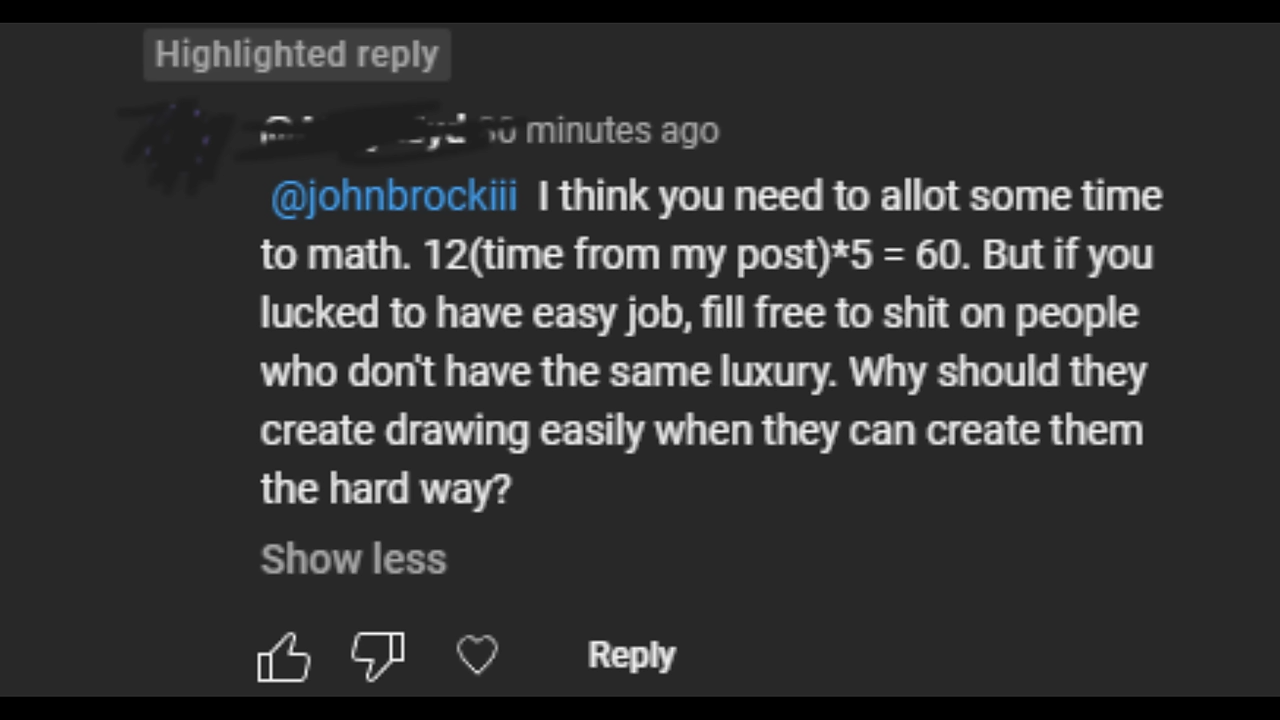 Highlighted reply
minutes ago
@johnbrockiii I think you need to allot some time
to math. 12(time from my post)*5 = 60. But if you
lucked to have easy job, fill free to shit on people
who don't have the same luxury. Why should they
create drawing easily when they can create them
the hard way?
Show less
Reply